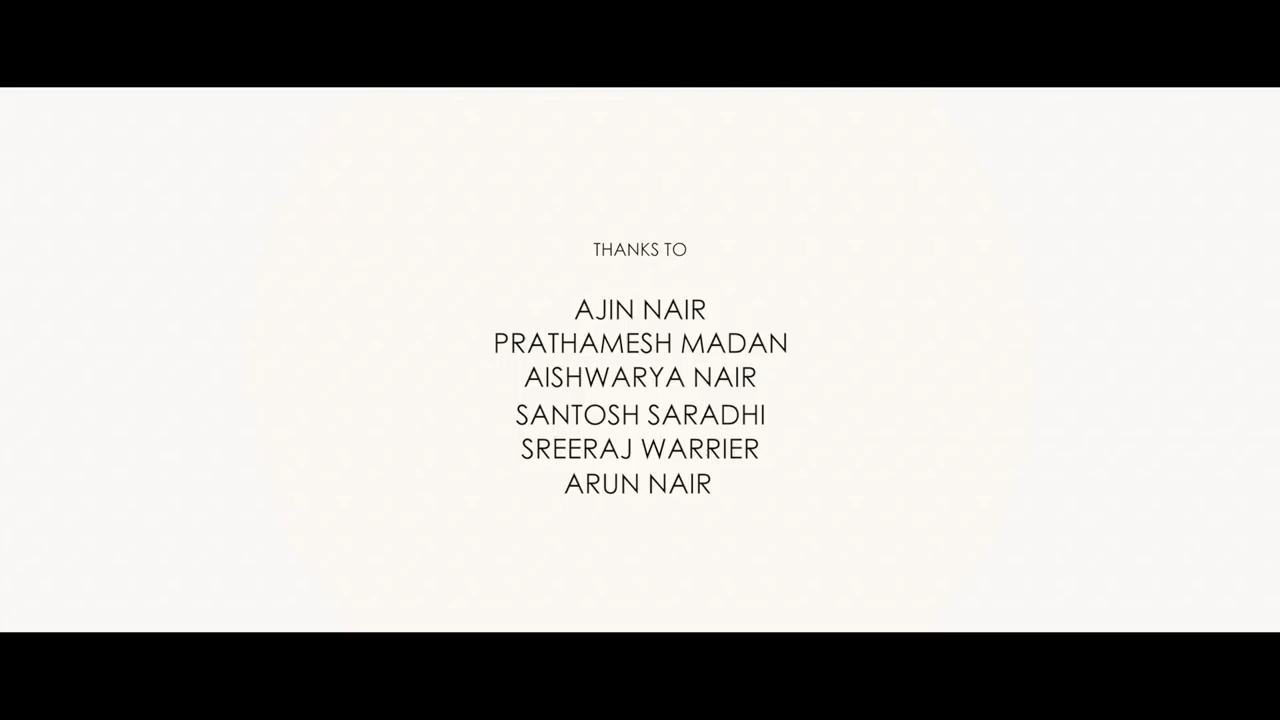 THANKS TO
AJIN NAIR
PRATHAMESH MADAN
AISHWARYA NAIR
SANTOSH SARADHI
SREERAJ WARRIER
ARUN NAIR